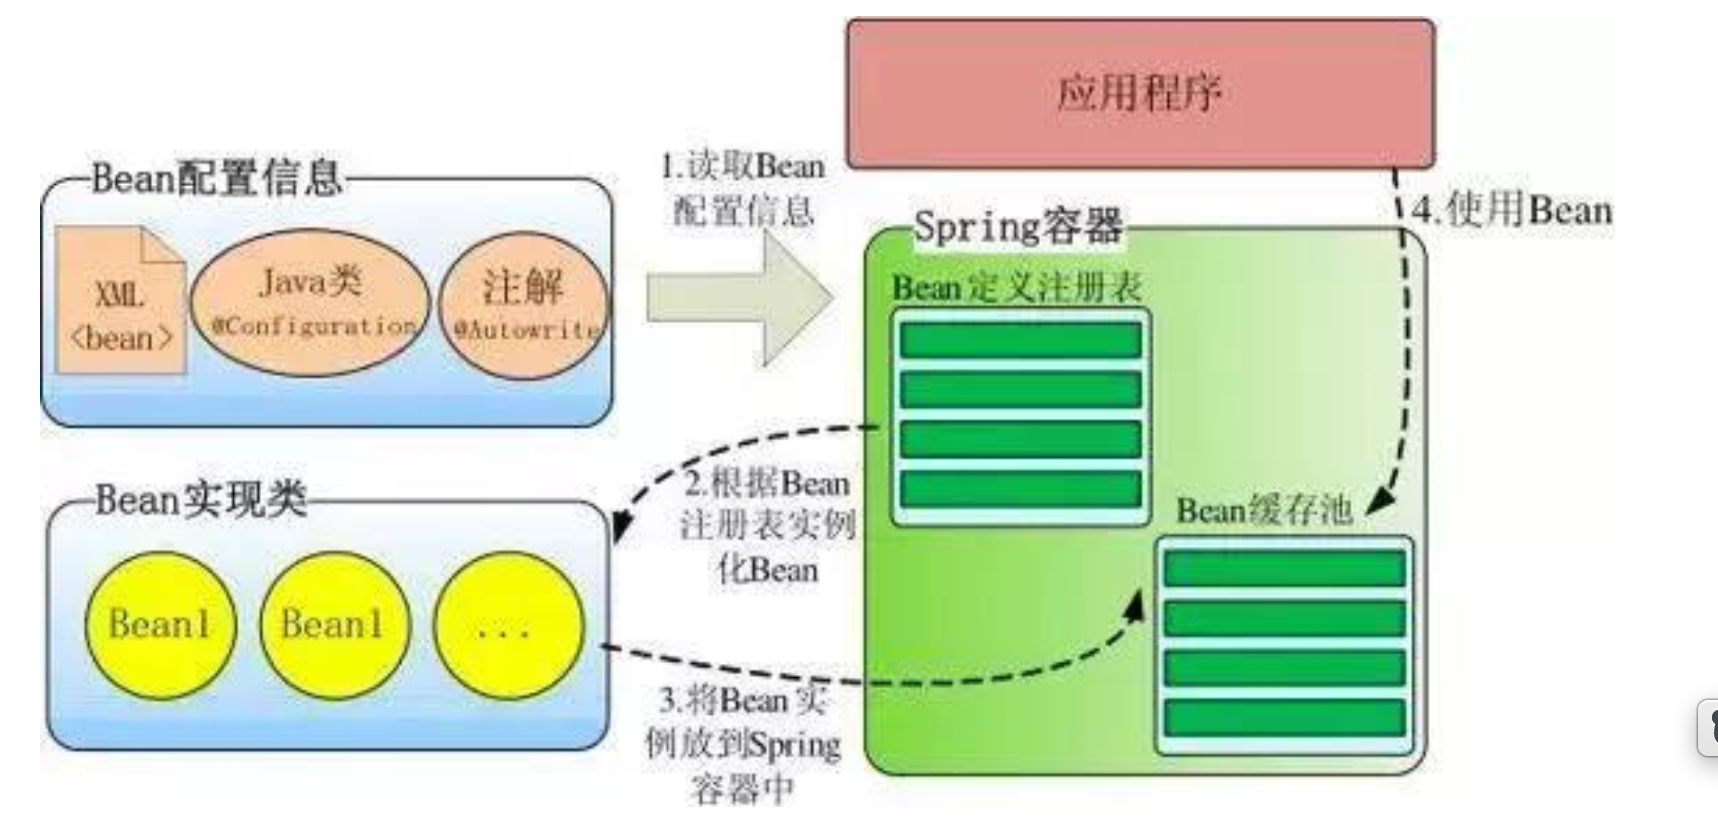 应用程序
Bean配置信息
XML
<bean>
Java类
@Configuration
注解
@Autowrite
1.读取Bean
配置信息
4.使用Bean
Spring容器
Bean定义注册表
Bean实现类
Bean1
Bean1
...
2.根据Bean
注册表实例
化Bean
Bean缓存池
3.将Bean实
例放到Spring
容器中